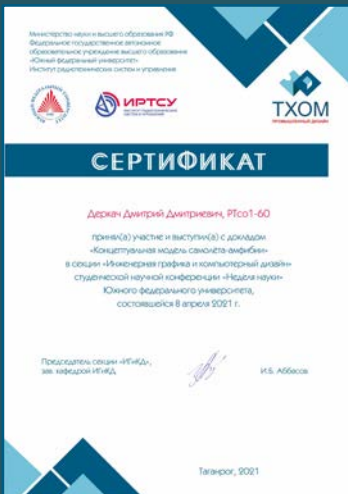 Министерство науки и высшего образования РФ
Федеральное государственное автономное
образовательное учреждение высшего образования
«Южный федеральный университет»
Институт радиотехнических систем и управления
ИРТСУ
ТХОМ
ПРОМЫШЛЕННЫЙ ДИЗАЙН
СЕРТИФИКАТ
Деркач Дмитрий Дмитриевич, РТсо1-60
принял(а) участие и выступил(а) с докладом
«Концептуальная модель самолёта-амфибии»
в секции «Инженерная графика и компьютерный дизайн»
студенческой научной конференции «Неделя науки»
Южного федерального университета,
состоявшейся 8 апреля 2021 г.
Председатель секции «ИГиКД»,
зав. кафедрой ИГиКД
И.Б. Аббасов
Таганрог, 2021